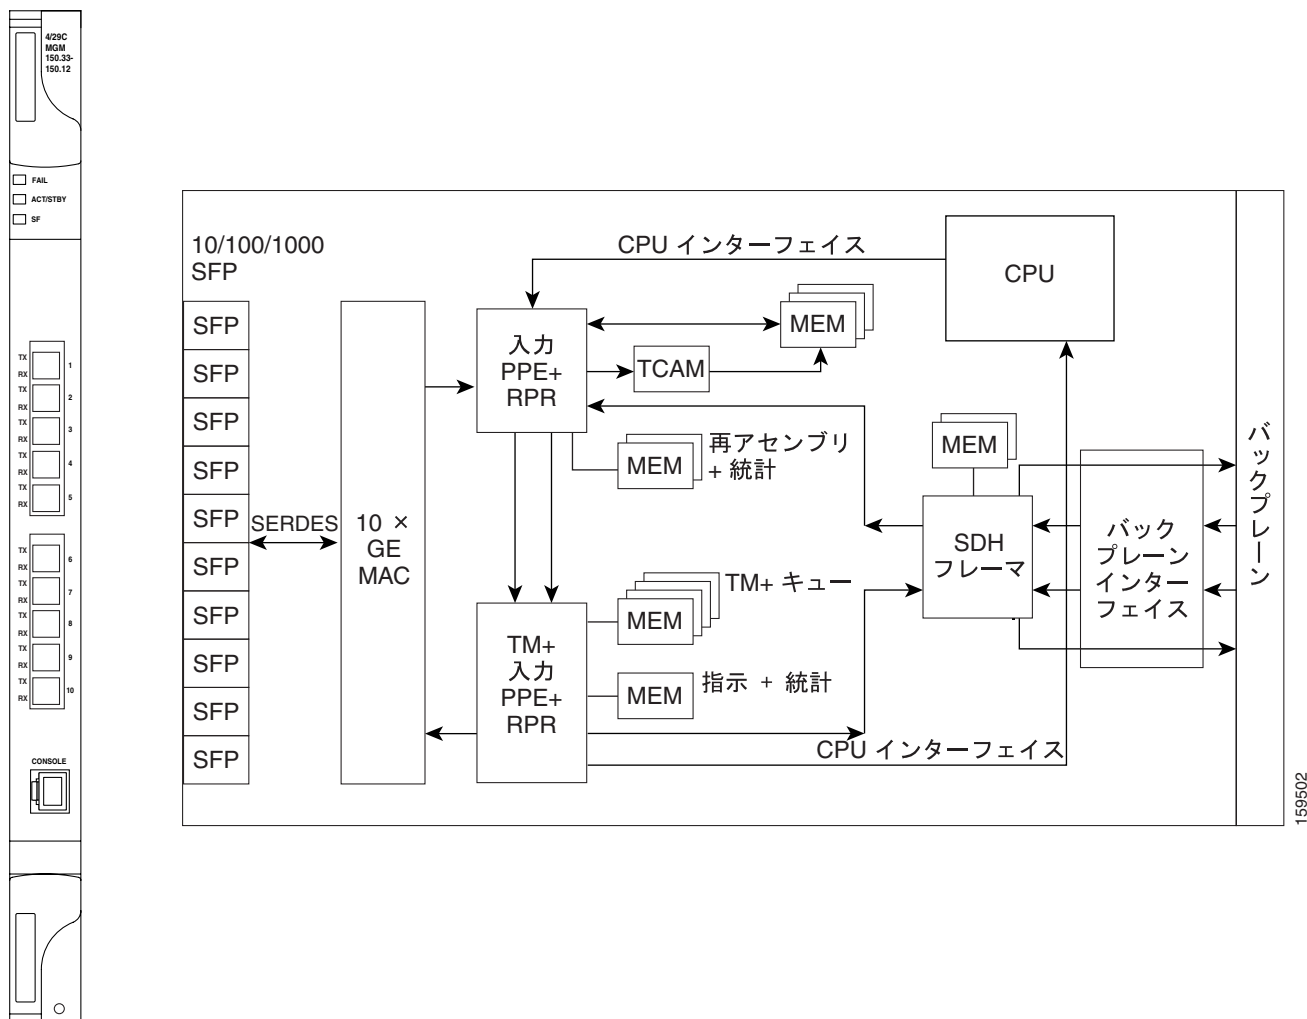 4/29C
MGM
150.33-
150.12
FAIL
ACT/STBY
SF
TX
RX
1
TX
RX
2
TX
RX
3
TX
RX
4
TX
RX
5
TX
RX
6
TX
RX
7
TX
RX
8
TX
RX
9
TX
RX
10
CONSOLE
10/100/1000
SFP
SFP
SFP
SFP
SFP
SFP
SFP
SFP
SFP
SFP
SFP
SERDES
10 ×
GE
MAC
CPU インターフェイス
CPU
入力
PPE+
RPR
MEM
TCAM
MEM
再アセンブリ
+ 統計
MEM
SDH
フレーマ
バック
プレーン
インター
フェイス
バックプレーン
TM+
入力
PPE+
RPR
MEM
TM+ キュー
MEM
指示 + 統計
CPU インターフェイス
159502